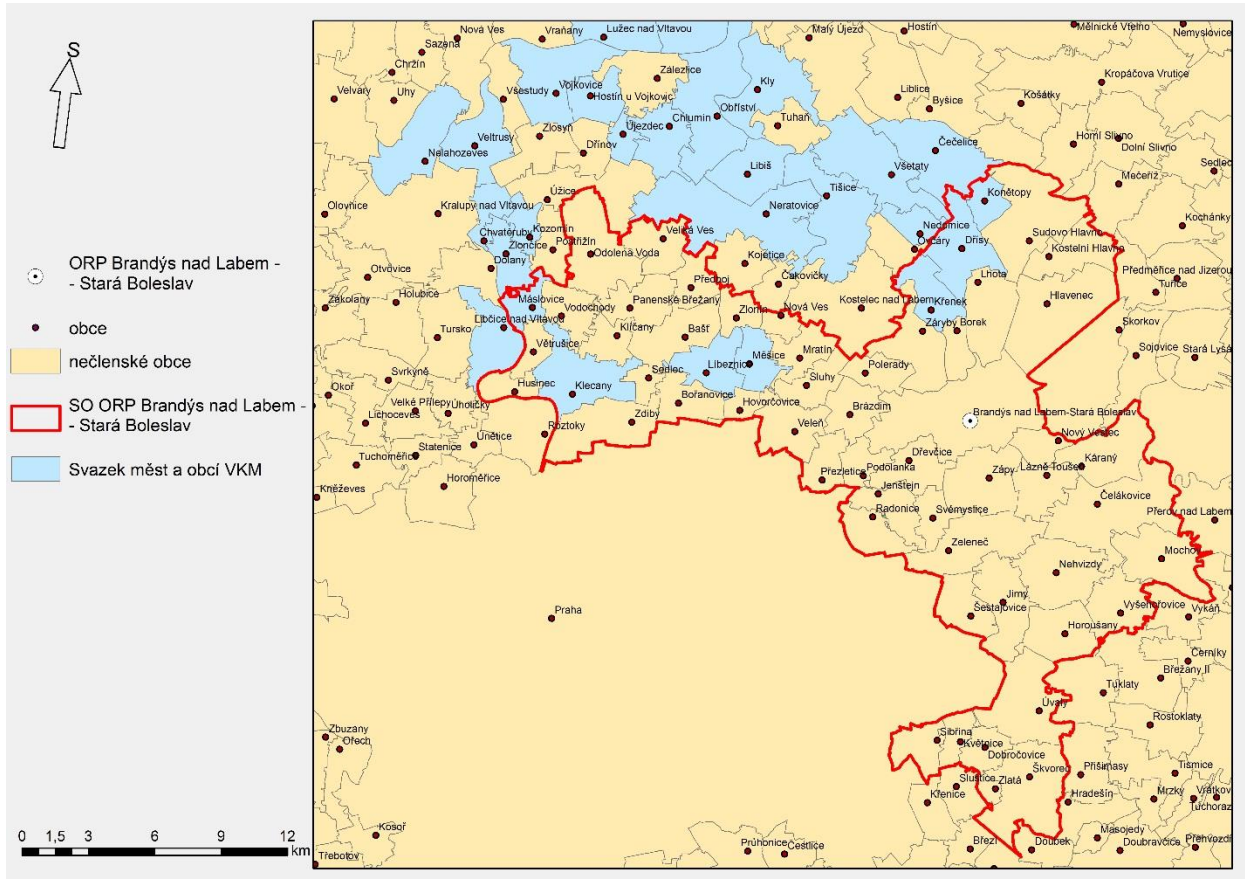 S
ORP Brandýs nad Labem -
- Stará Boleslav
obce
nečlenské obce
SO ORP Brandýs nad Labem -
- Stará Boleslav
Svazek měst a obcí VKM
0 1,5 3 6 9 12
km
Nová Ves
Vraňany
Lužec nad Vltavou
Malý Újezd
Hostín
Mělnické Vtelno
Nemyslovice
Sazená
Chržín
Zálezlice
Kly
Kropáčova Vrutice
Velvary
Uhy
Všestudy
Vojkovice
Hostín u Vojkovic
Liblice
Byšice
Košátky
Obříství
Chlumín
Tuhaň
Újezdec
Zlosyň
Veltrusy
Dřínov
Horní Slivno
Dolní Slivno
Čečelice
Nelahozeves
Libiš
Všetaty
Mečeříž
Sedlec
Úžice
Tišice
Konětopy
Olovnice
Kralupy nad Vltavou
Neratovice
Kochánky
Chvatěruby
Kozomín
Veliká Ves
Nedomice
Ovčáry
Dřísy
Sudovo Hlavno
Kostelní Hlavno
Zlončice
Postřižín
Odolena Voda
Dolany
Kojetice
Otvovice
Předboj
Čakovičky
Lhota
Předměřice nad Jizerou
Tuřice
Zákolany
Holubice
Máslovice
Vodochody
Panenské Břežany
Zlonín
Nová Ves
Kostelec nad Labem
Křenek
Hlavenec
Libčice nad Vltavou
Tursko
Klíčany
Bašť
Záryby
Borek
Skorkov
Větrušice
Měšice
Mratín
Sojovice
Stará Lysá
Svrkyně
Sedlec
Líbeznice
Sluhy
Polerady
Okoř
Husinec
Klecany
Bořanovice
Hovorčovice
Velké Přílepy
Úholičky
Lichoceves
Zdiby
Brázdim
Brandýs nad Labem-Stará Boleslav
Roztoky
Veleň
Nový Vestec
Únětice
Statenice
Tuchoměřice
Dřevčice
Káraný
Horoměřice
Přezletice
Podolanka
Zápy
Lázně Toušeň
Kněževes
Jenštejn
Čelákovice
Radonice
Svémyslice
Přerov nad Labem
Zeleneč
Mochov
Nehvizdy
Jirny
Šestajovice
Praha
Vyšehořovice
Vykáň
Horoušany
Černíky
Břežany II
Tuklaty
Úvaly
Rostoklaty
Zbuzany
Ořech
Sibřina
Květnice
Dobročovice
Škvorec
Přišimasy
Tismice
Sluštice
Zlatá
Křenice
Hradešín
Mrzky
Vrátkov
Tuchoraz
Kosoř
Masojedy
Doubravčice
Přehvozdí
Třebotov
Průhonice
Čestlice
Březí
Doubek